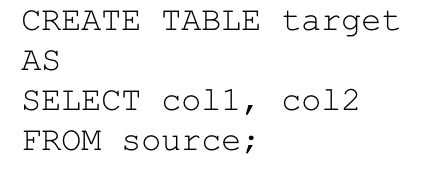 CREATE TABLE target
AS
SELECT col1, col2
FROM source;